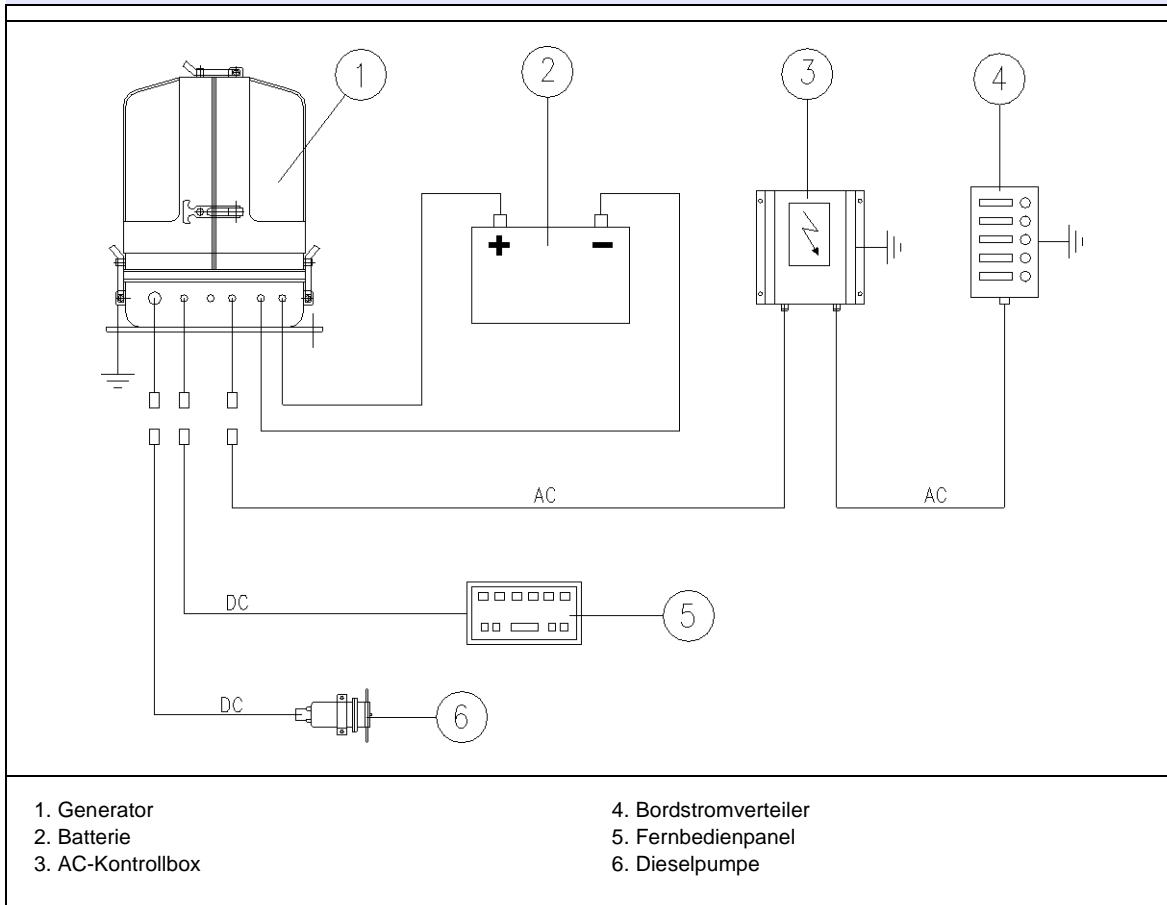 1
2
3
4
+
−
AC
AC
DC
5
DC
6
1. Generator
2. Batterie
3. AC-Kontrollbox
4. Bordstromverteiler
5. Fernbedienpanel
6. Dieselpumpe